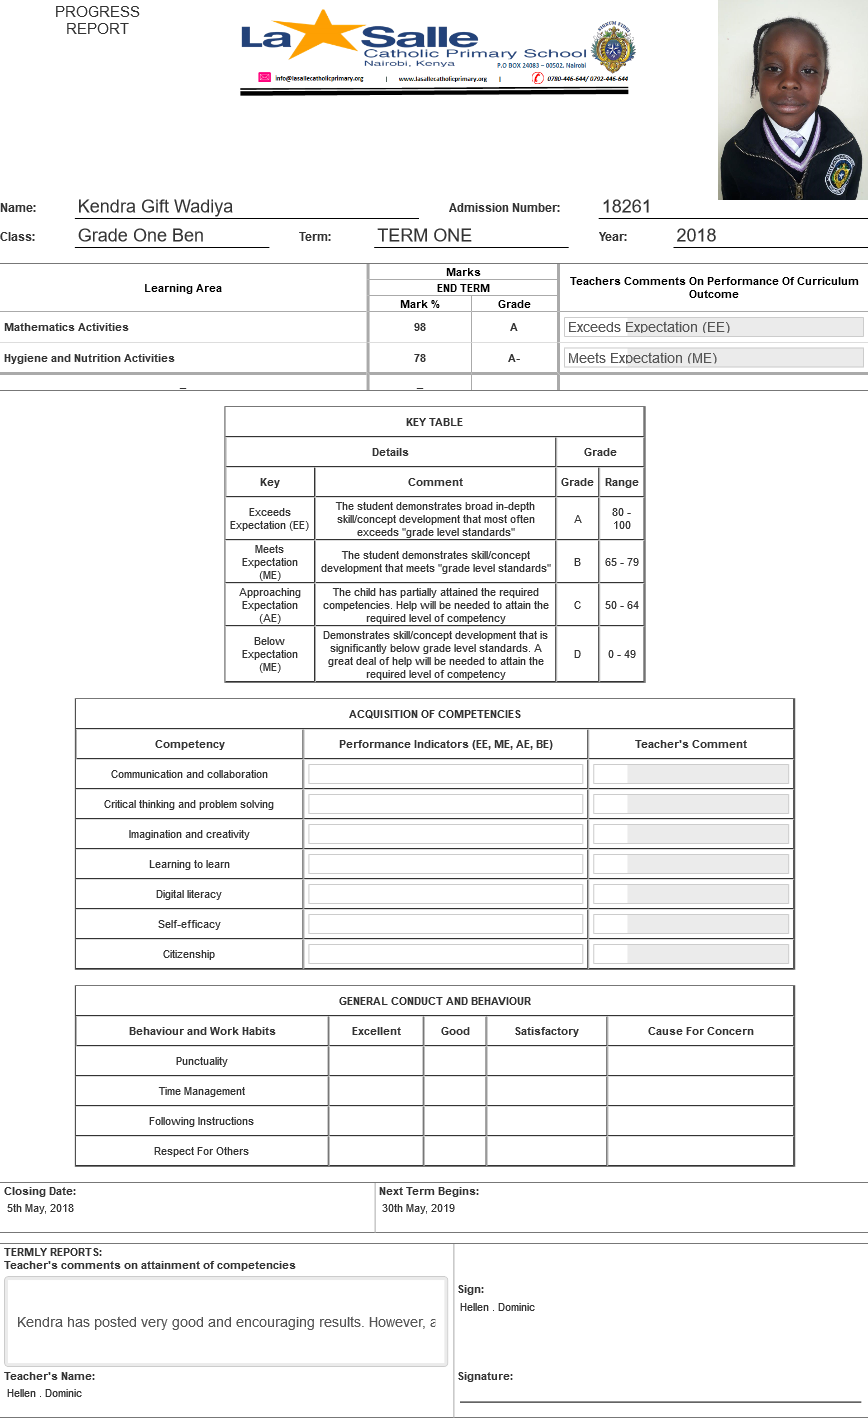 PROGRESS
REPORT
La Salle
Catholic Primary School
Nairobi, Kenya
P.O BOX 24083 – 00502, Nairobi
info@lasallecatholicprimary.org | www.lasallecatholicprimary.org | 0780-446-644/ 0792-446-644
Name: Kendra Gift Wadiya Admission Number: 18261
Class: Grade One Ben Term: TERM ONE Year: 2018
Learning Area Marks Teachers Comments On Performance Of Curriculum Outcome
END TERM
Mark % Grade
Mathematics Activities 98 A Exceeds Expectation (EE)
Hygiene and Nutrition Activities 78 A- Meets Expectation (ME)
– –
KEY TABLE
Details Grade
Key Comment Grade Range
Exceeds Expectation (EE) The student demonstrates broad in-depth skill/concept development that most often exceeds "grade level standards" A 80 - 100
Meets Expectation (ME) The student demonstrates skill/concept development that meets "grade level standards" B 65 - 79
Approaching Expectation (AE) The child has partially attained the required competencies. Help will be needed to attain the required level of competency C 50 - 64
Below Expectation (ME) Demonstrates skill/concept development that is significantly below grade level standards. A great deal of help will be needed to attain the required level of competency D 0 - 49
ACQUISITION OF COMPETENCIES
Competency Performance Indicators (EE, ME, AE, BE) Teacher's Comment
Communication and collaboration
Critical thinking and problem solving
Imagination and creativity
Learning to learn
Digital literacy
Self-efficacy
Citizenship
GENERAL CONDUCT AND BEHAVIOUR
Behaviour and Work Habits Excellent Good Satisfactory Cause For Concern
Punctuality
Time Management
Following Instructions
Respect For Others
Closing Date: Next Term Begins:
5th May, 2018 30th May, 2019
TERMLY REPORTS:
Teacher's comments on attainment of competencies
Sign:
Hellen . Dominic
Kendra has posted very good and encouraging results. However,
Teacher's Name: Signature:
Hellen . Dominic